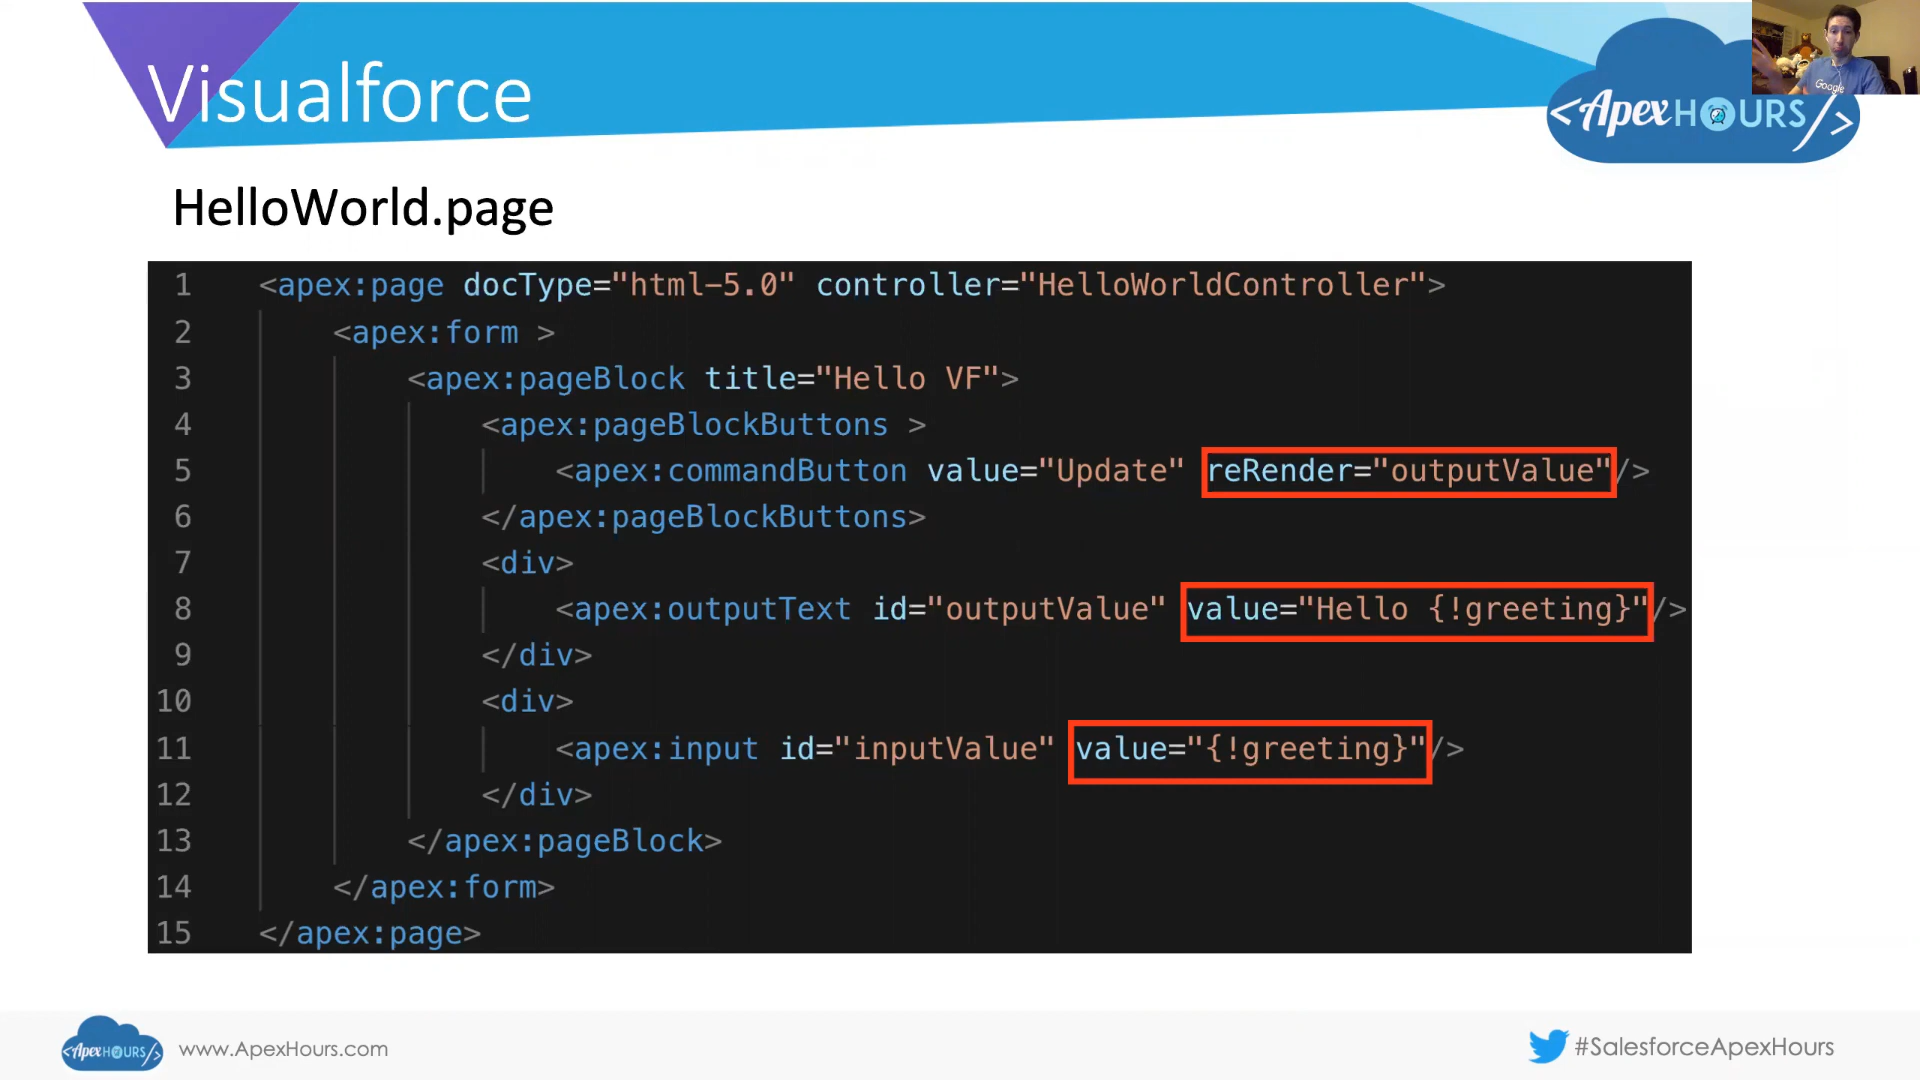 Visualforce
Google
<ApexHOURS/>
HelloWorld.page
1 <apex:page docType="html-5.0" controller="HelloWorldController">
2 <apex:form >
3 <apex:pageBlock title="Hello VF">
4 <apex:pageBlockButtons >
5 <apex:commandButton value="Update" reRender="outputValue"/>
6 </apex:pageBlockButtons>
7 <div>
8 <apex:outputText id="outputValue" value="Hello {!greeting}"/>
9 </div>
10 <div>
11 <apex:input id="inputValue" value="{!greeting}"/>
12 </div>
13 </apex:pageBlock>
14 </apex:form>
15 </apex:page>
<ApexHOURS/>
www.ApexHours.com
#SalesforceApexHours